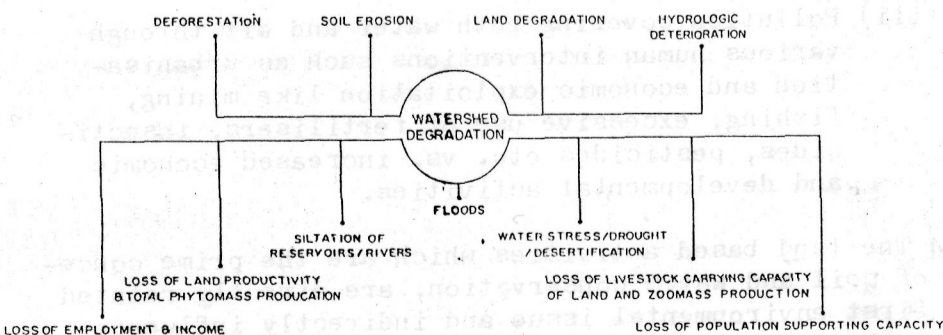 DEFORESTATION
SOIL EROSION
LAND DEGRADATION
HYDROLOGIC
DETERIORATION
WATERSHED
DEGRADATION
FLOODS
SILTATION OF
RESERVOIRS/RIVERS
WATER STRESS/DROUGHT
/DESERTIFICATION
LOSS OF LAND PRODUCTIVITY
& TOTAL PHYTOMASS PRODUCATION
LOSS OF LIVESTOCK CARRYING CAPACITY
OF LAND AND ZOOMASS PRODUCTION
LOSS OF EMPLOYMENT & INCOME
LOSS OF POPULATION SUPPORTING CAPACITY